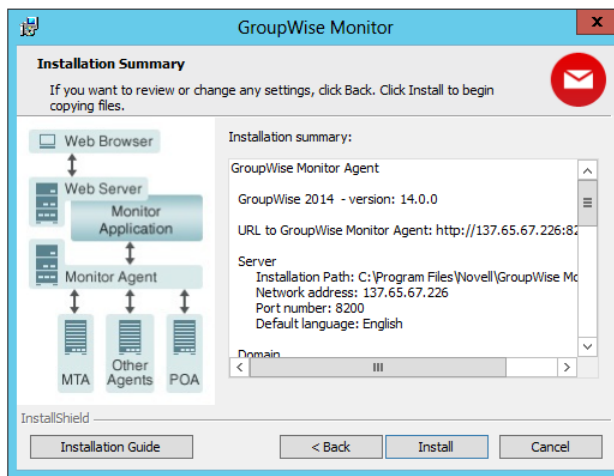 GroupWise Monitor
x
Installation Summary
If you want to review or change any settings, click Back. Click Install to begin
copying files.
Web Browser
Web Server
Monitor
Application
Monitor Agent
MTA
Other
Agents
POA
Installation summary:
GroupWise Monitor Agent
GroupWise 2014 - version: 14.0.0
URL to GroupWise Monitor Agent: http://137.65.67.226:82
Server
Installation Path: C:\Program Files\Novell\GroupWise Mo
Network address: 137.65.67.226
Port number: 8200
Default language: English
Domain
InstallShield
Installation Guide
< Back
Install
Cancel